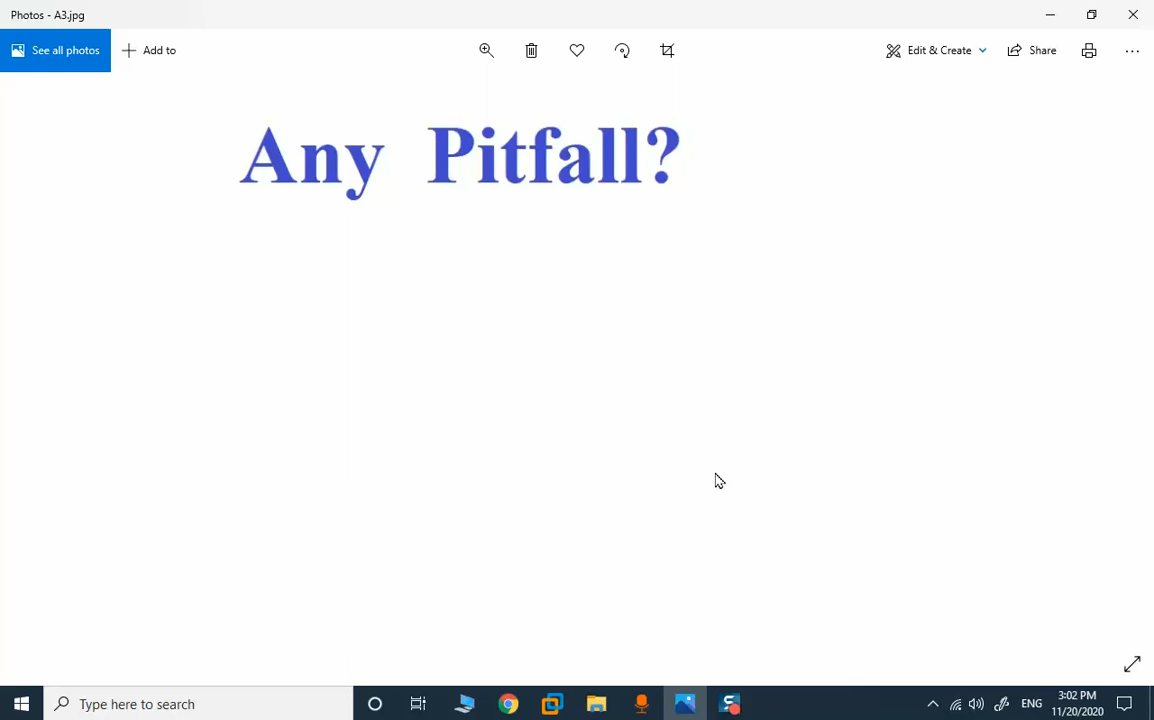 Photos - A3.jpg
See all photos
Add to
Edit & Create
Share
Any Pitfall?
Type here to search
ENG
3:02 PM
11/20/2020